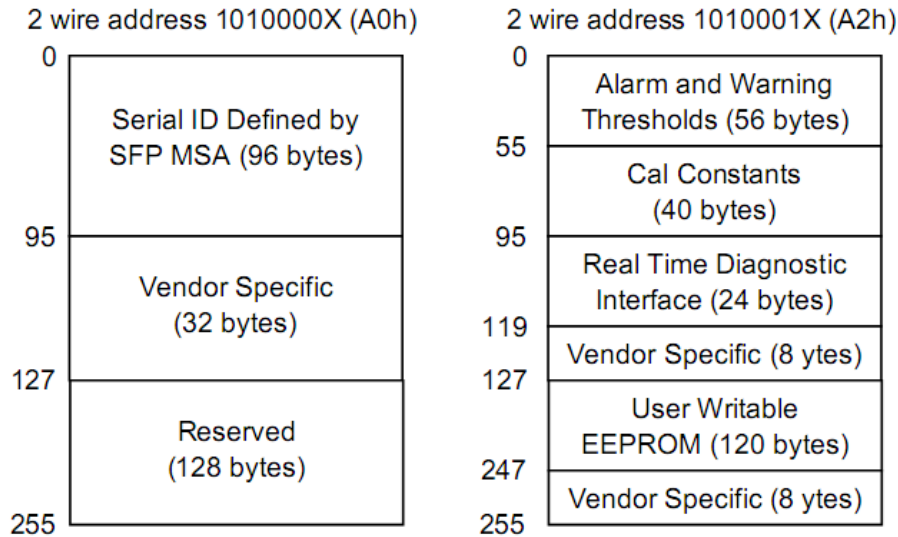 2 wire address 1010000X (A0h)
0
Serial ID Defined by
SFP MSA (96 bytes)
95
Vendor Specific
(32 bytes)
127
Reserved
(128 bytes)
255
2 wire address 1010001X (A2h)
0
Alarm and Warning
Thresholds (56 bytes)
55
Cal Constants
(40 bytes)
95
Real Time Diagnostic
Interface (24 bytes)
119
Vendor Specific (8 ytes)
127
User Writable
EEPROM (120 bytes)
247
Vendor Specific (8 ytes)
255